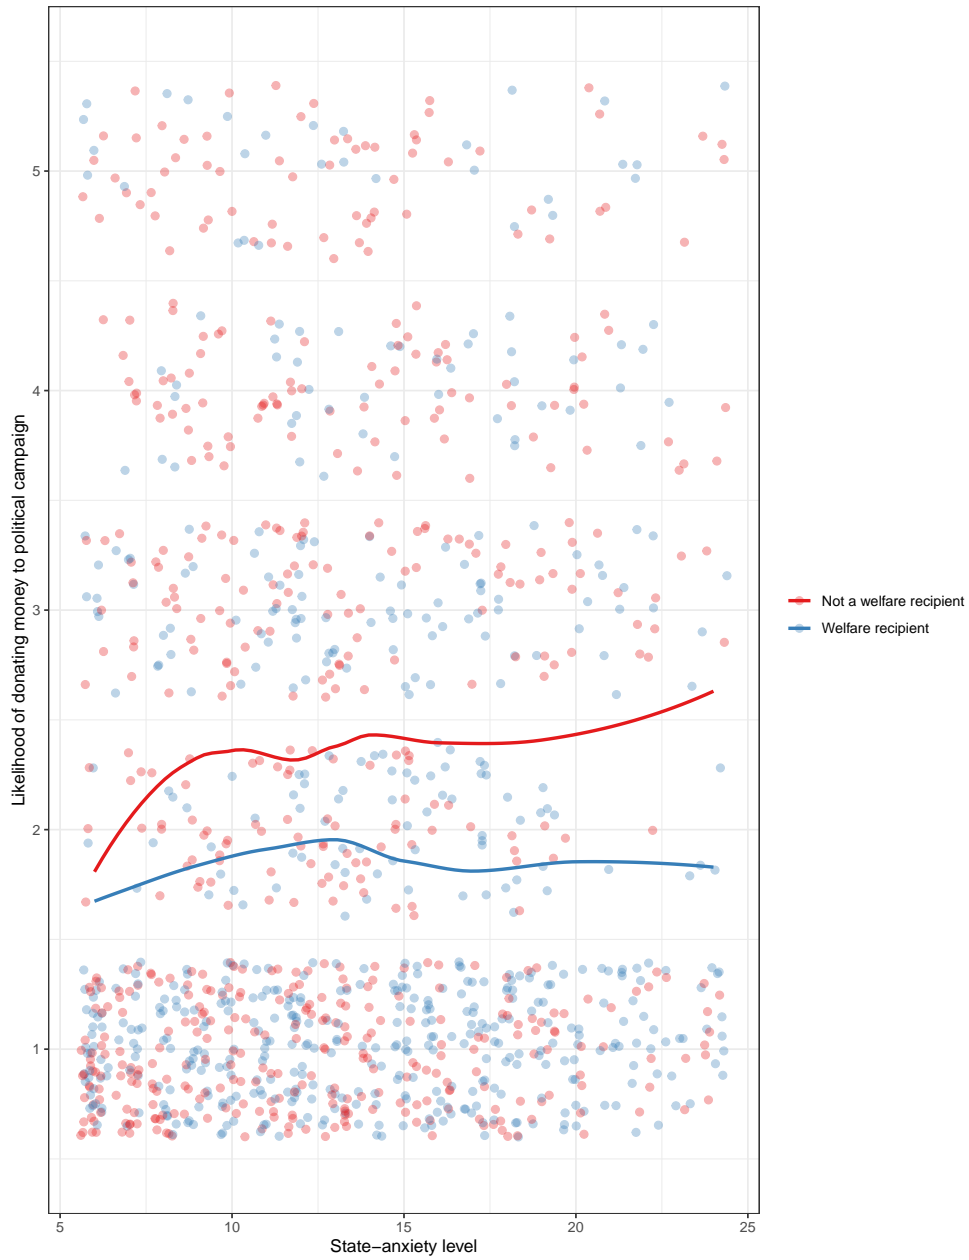 Likelihood of donating money to political campaign
5
4
3
2
1
5
10
15
20
25
State−anxiety level
Not a welfare recipient
Welfare recipient